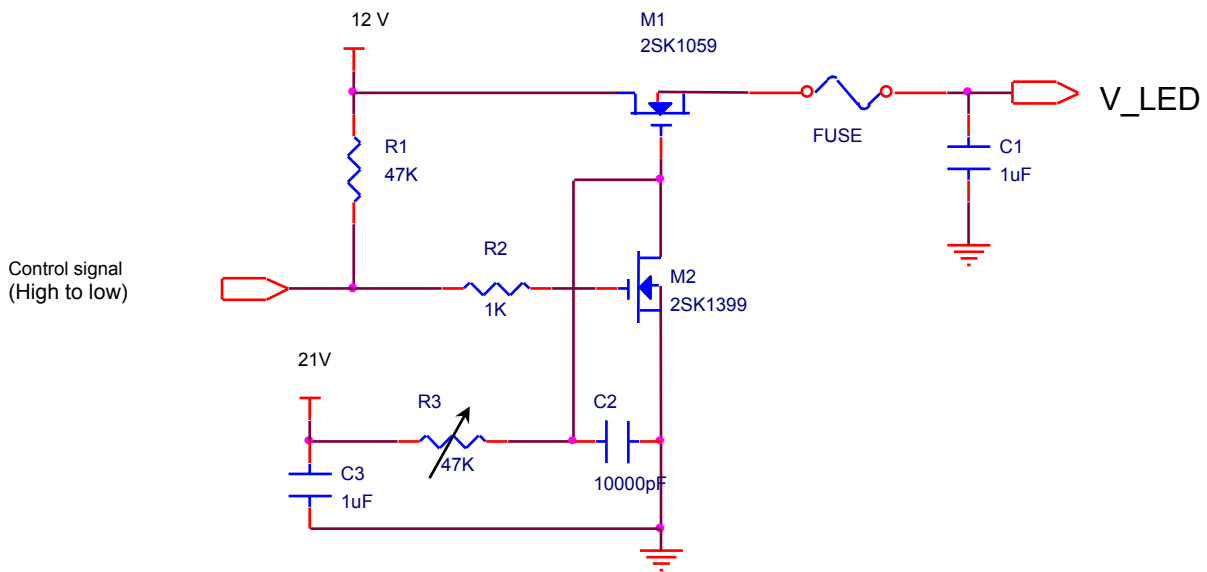 12 V
M1
2SK1059
V_LED
FUSE
R1
47K
C1
1uF
R2
1K
M2
2SK1399
Control signal
(High to low)
21V
R3
47K
C2
10000pF
C3
1uF